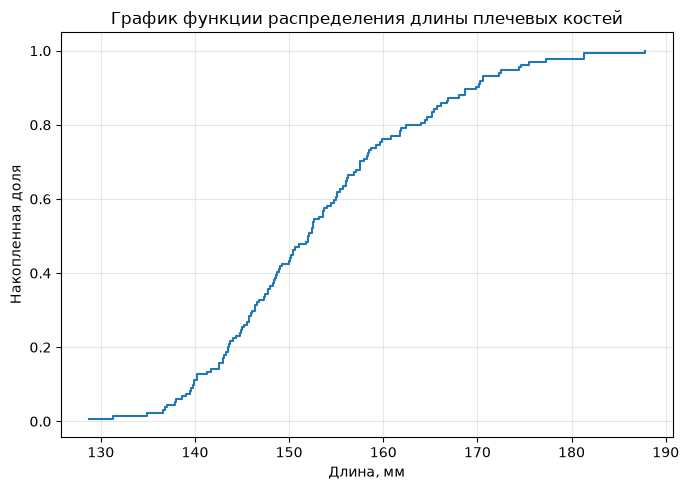 График функции распределения длины плечевых костей
Накопленная доля
1.0
0.8
0.6
0.4
0.2
0.0
130 140 150 160 170 180 190
Длина, мм